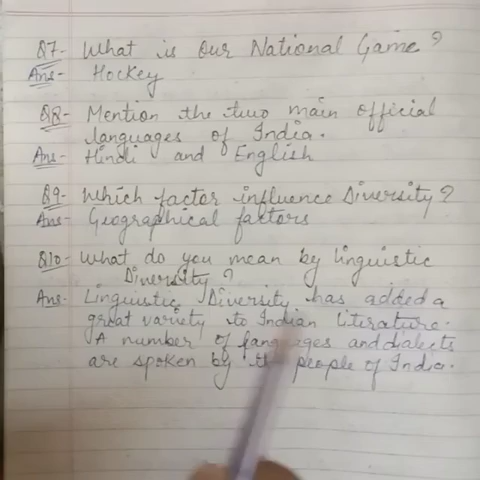 Q7- What is our National Game?
Ans- Hockey
Q8- Mention the two main official
languages of India.
Ans- Hindi and English
Q9- Which factor influence Diversity?
Ans- Geographical factors
Q10- What do you mean by linguistic
Diversity?
Ans- Linguistic Diversity has added a
great variety to Indian Literature.
A number of languages and dialects
are spoken by the people of India.